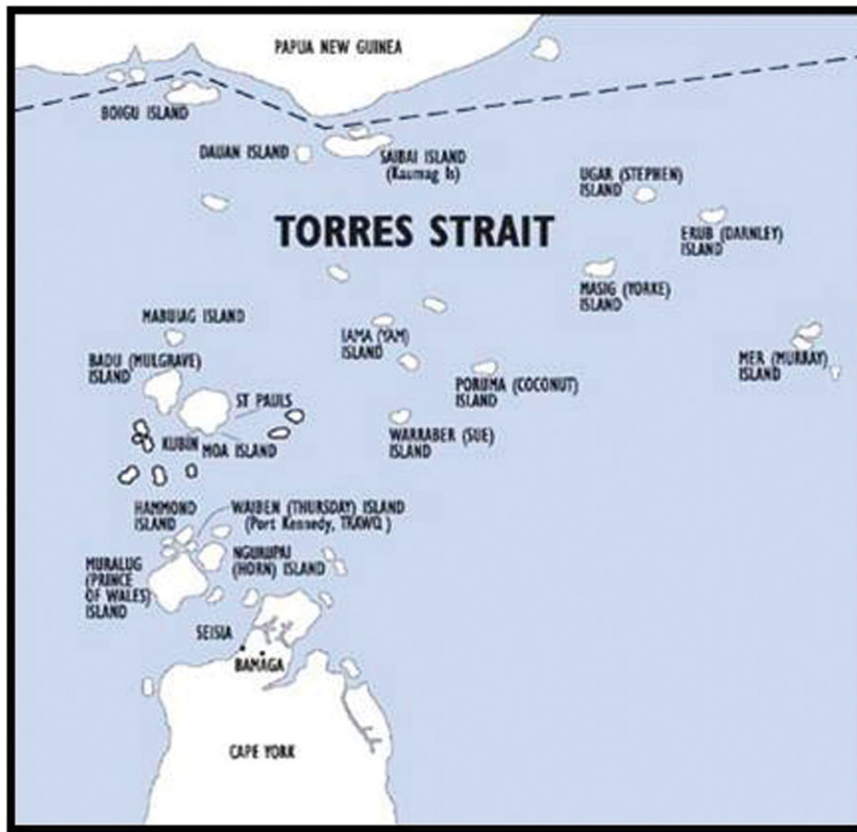 PAPUA NEW GUINEA
BOIGU ISLAND
DAUAN ISLAND
SAIBAI ISLAND
(Kaumag Is)
UGAR (STEPHEN)
ISLAND
TORRES STRAIT
ERUB (DARNLEY)
ISLAND
MASIG (YORKE)
ISLAND
MABUIAG ISLAND
IAMA (YAM)
ISLAND
BADU (MULGRAVE)
ISLAND
MER (MURRAY)
ISLAND
PORUMA (COCONUT)
ISLAND
ST PAULS
WARRABER (SUE)
ISLAND
KUBIN
MOA ISLAND
HAMMOND
ISLAND
WAIBEN (THURSDAY) ISLAND
(Port Kennedy, TRAWQ )
NGURUPAI
(HORN) ISLAND
MURALUG
(PRINCE
OF WALES)
ISLAND
SEISIA
BAMAGA
CAPE YORK